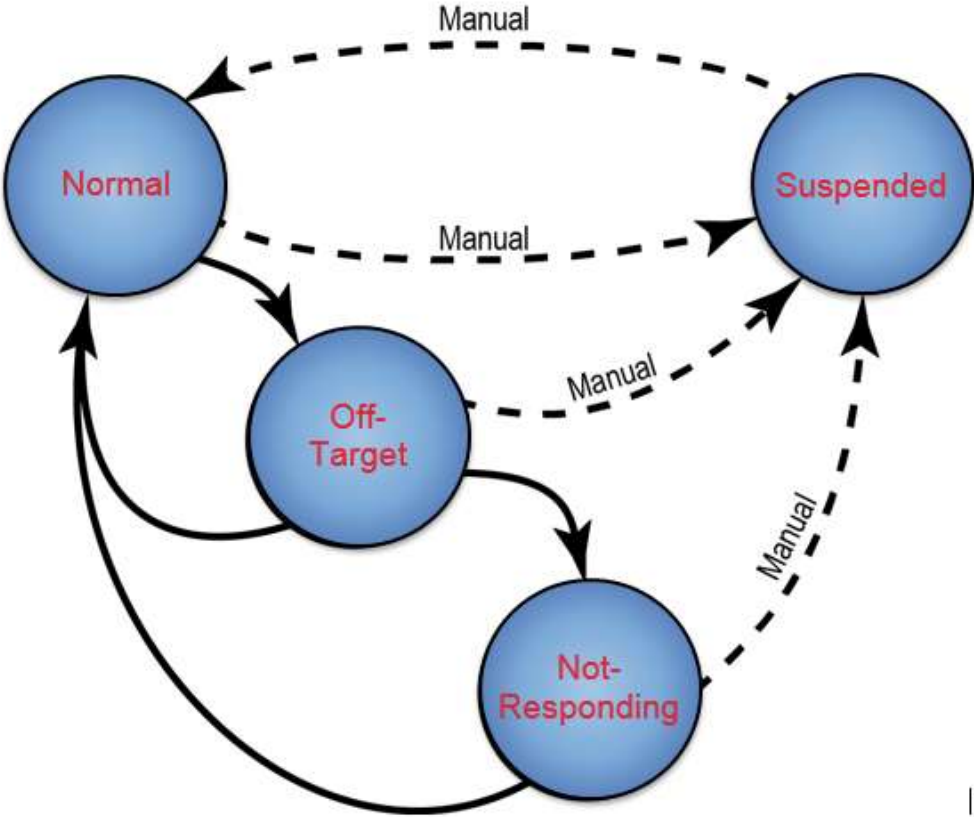 Manual
Normal
Suspended
Manual
Manual
Off-
Target
Manual
Not-
Responding